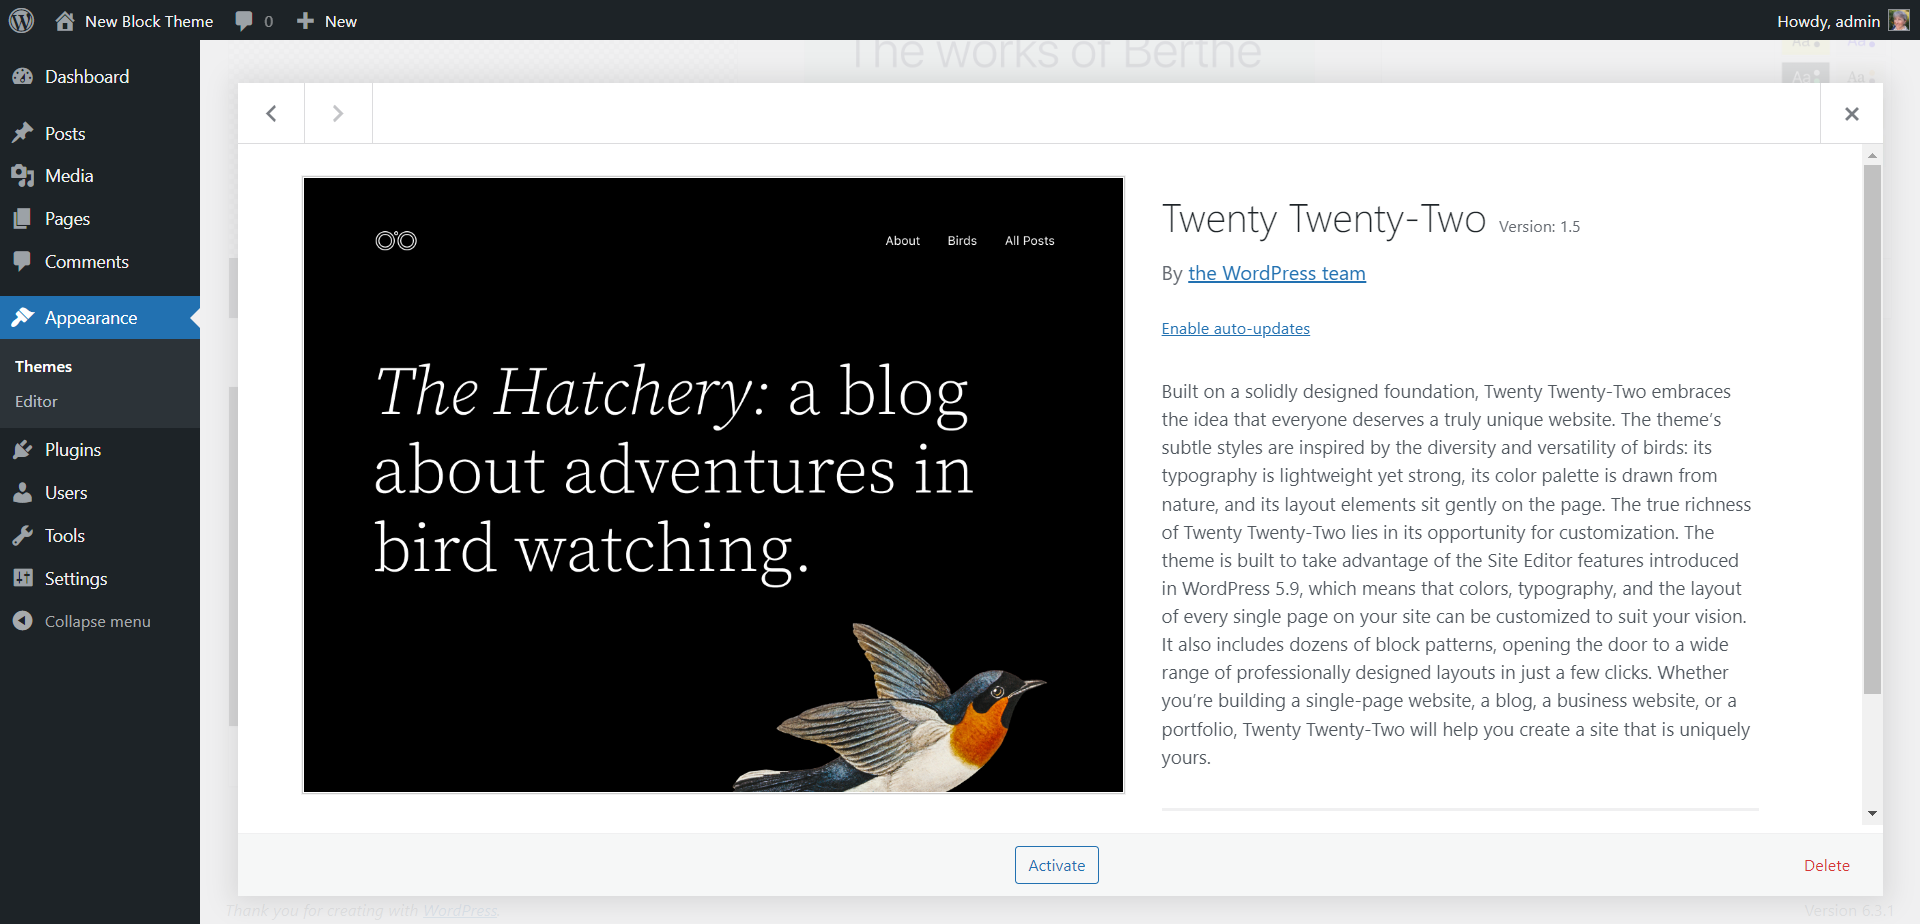 New Block Theme
0
New
Howdy, admin
The works of Berthe
Aa
Aa
Aa
Aa
Dashboard
Posts
Media
Pages
Comments
Appearance
Themes
Editor
Plugins
Users
Tools
Settings
Collapse menu
About
Birds
All Posts
The Hatchery: a blog
about adventures in
bird watching.
Twenty Twenty-Two Version: 1.5
By the WordPress team
Enable auto-updates
Built on a solidly designed foundation, Twenty Twenty-Two embraces
the idea that everyone deserves a truly unique website. The theme’s
subtle styles are inspired by the diversity and versatility of birds: its
typography is lightweight yet strong, its color palette is drawn from
nature, and its layout elements sit gently on the page. The true richness
of Twenty Twenty-Two lies in its opportunity for customization. The
theme is built to take advantage of the Site Editor features introduced
in WordPress 5.9, which means that colors, typography, and the layout
of every single page on your site can be customized to suit your vision.
It also includes dozens of block patterns, opening the door to a wide
range of professionally designed layouts in just a few clicks. Whether
you’re building a single-page website, a blog, a business website, or a
portfolio, Twenty Twenty-Two will help you create a site that is uniquely
yours.
Activate
Delete
Thank you for creating with WordPress.
Version 6.3.1